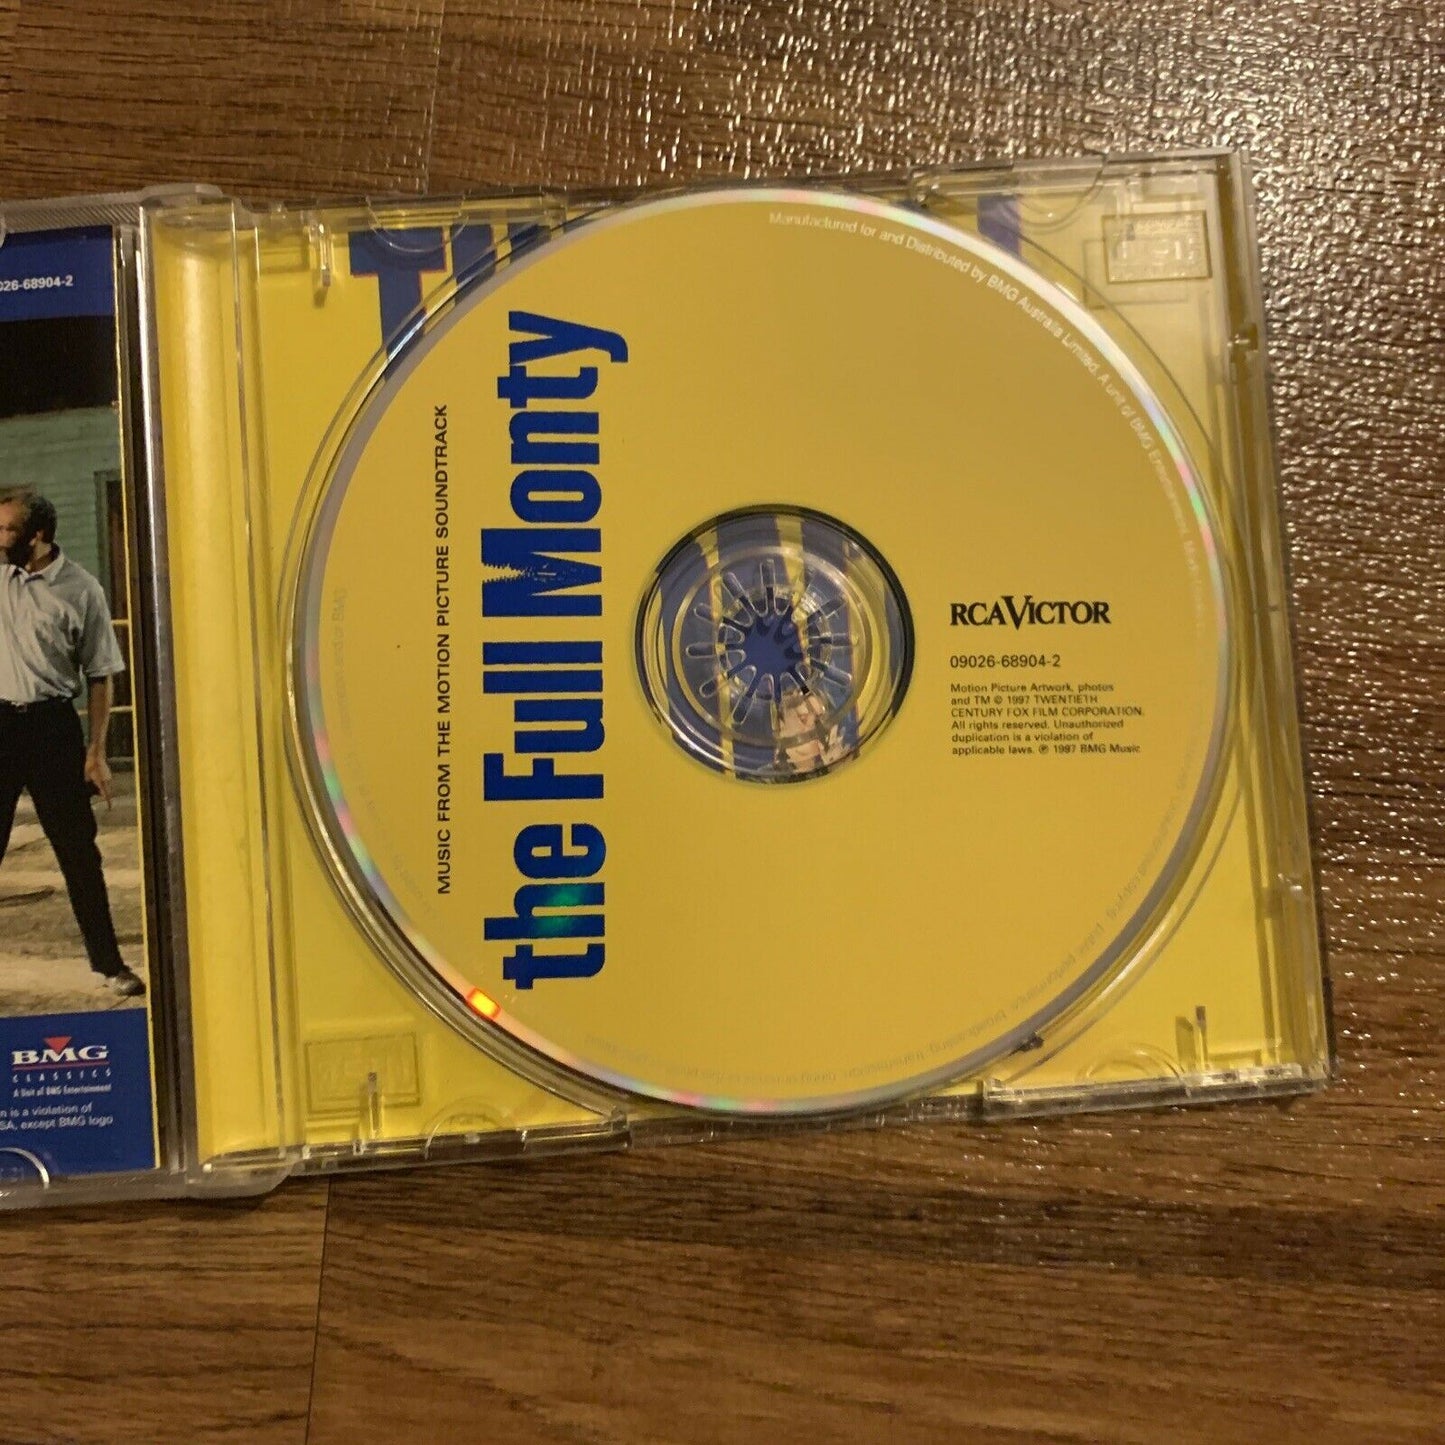 026-68904-2
BMG
CLASSICS
A Unit of BMG Entertainment
n is a violation of
SA, except BMG logo
MUSIC FROM THE MOTION PICTURE SOUNDTRACK
the Full Monty
Manufactured for and Distributed by BMG Australia Limited. A unit of BMG Entertainment.
RCA VICTOR
09026-68904-2
Motion Picture Artwork, photos
and TM © 1997 TWENTIETH
CENTURY FOX FILM CORPORATION.
All rights reserved. Unauthorized
duplication is a violation of
applicable laws. ℗ 1997 BMG Music